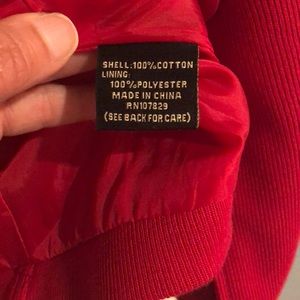 SHELL:100%COTTON
LINING:
100%POLYESTER
MADE IN CHINA
RN107829
(SEE BACK FOR CARE)